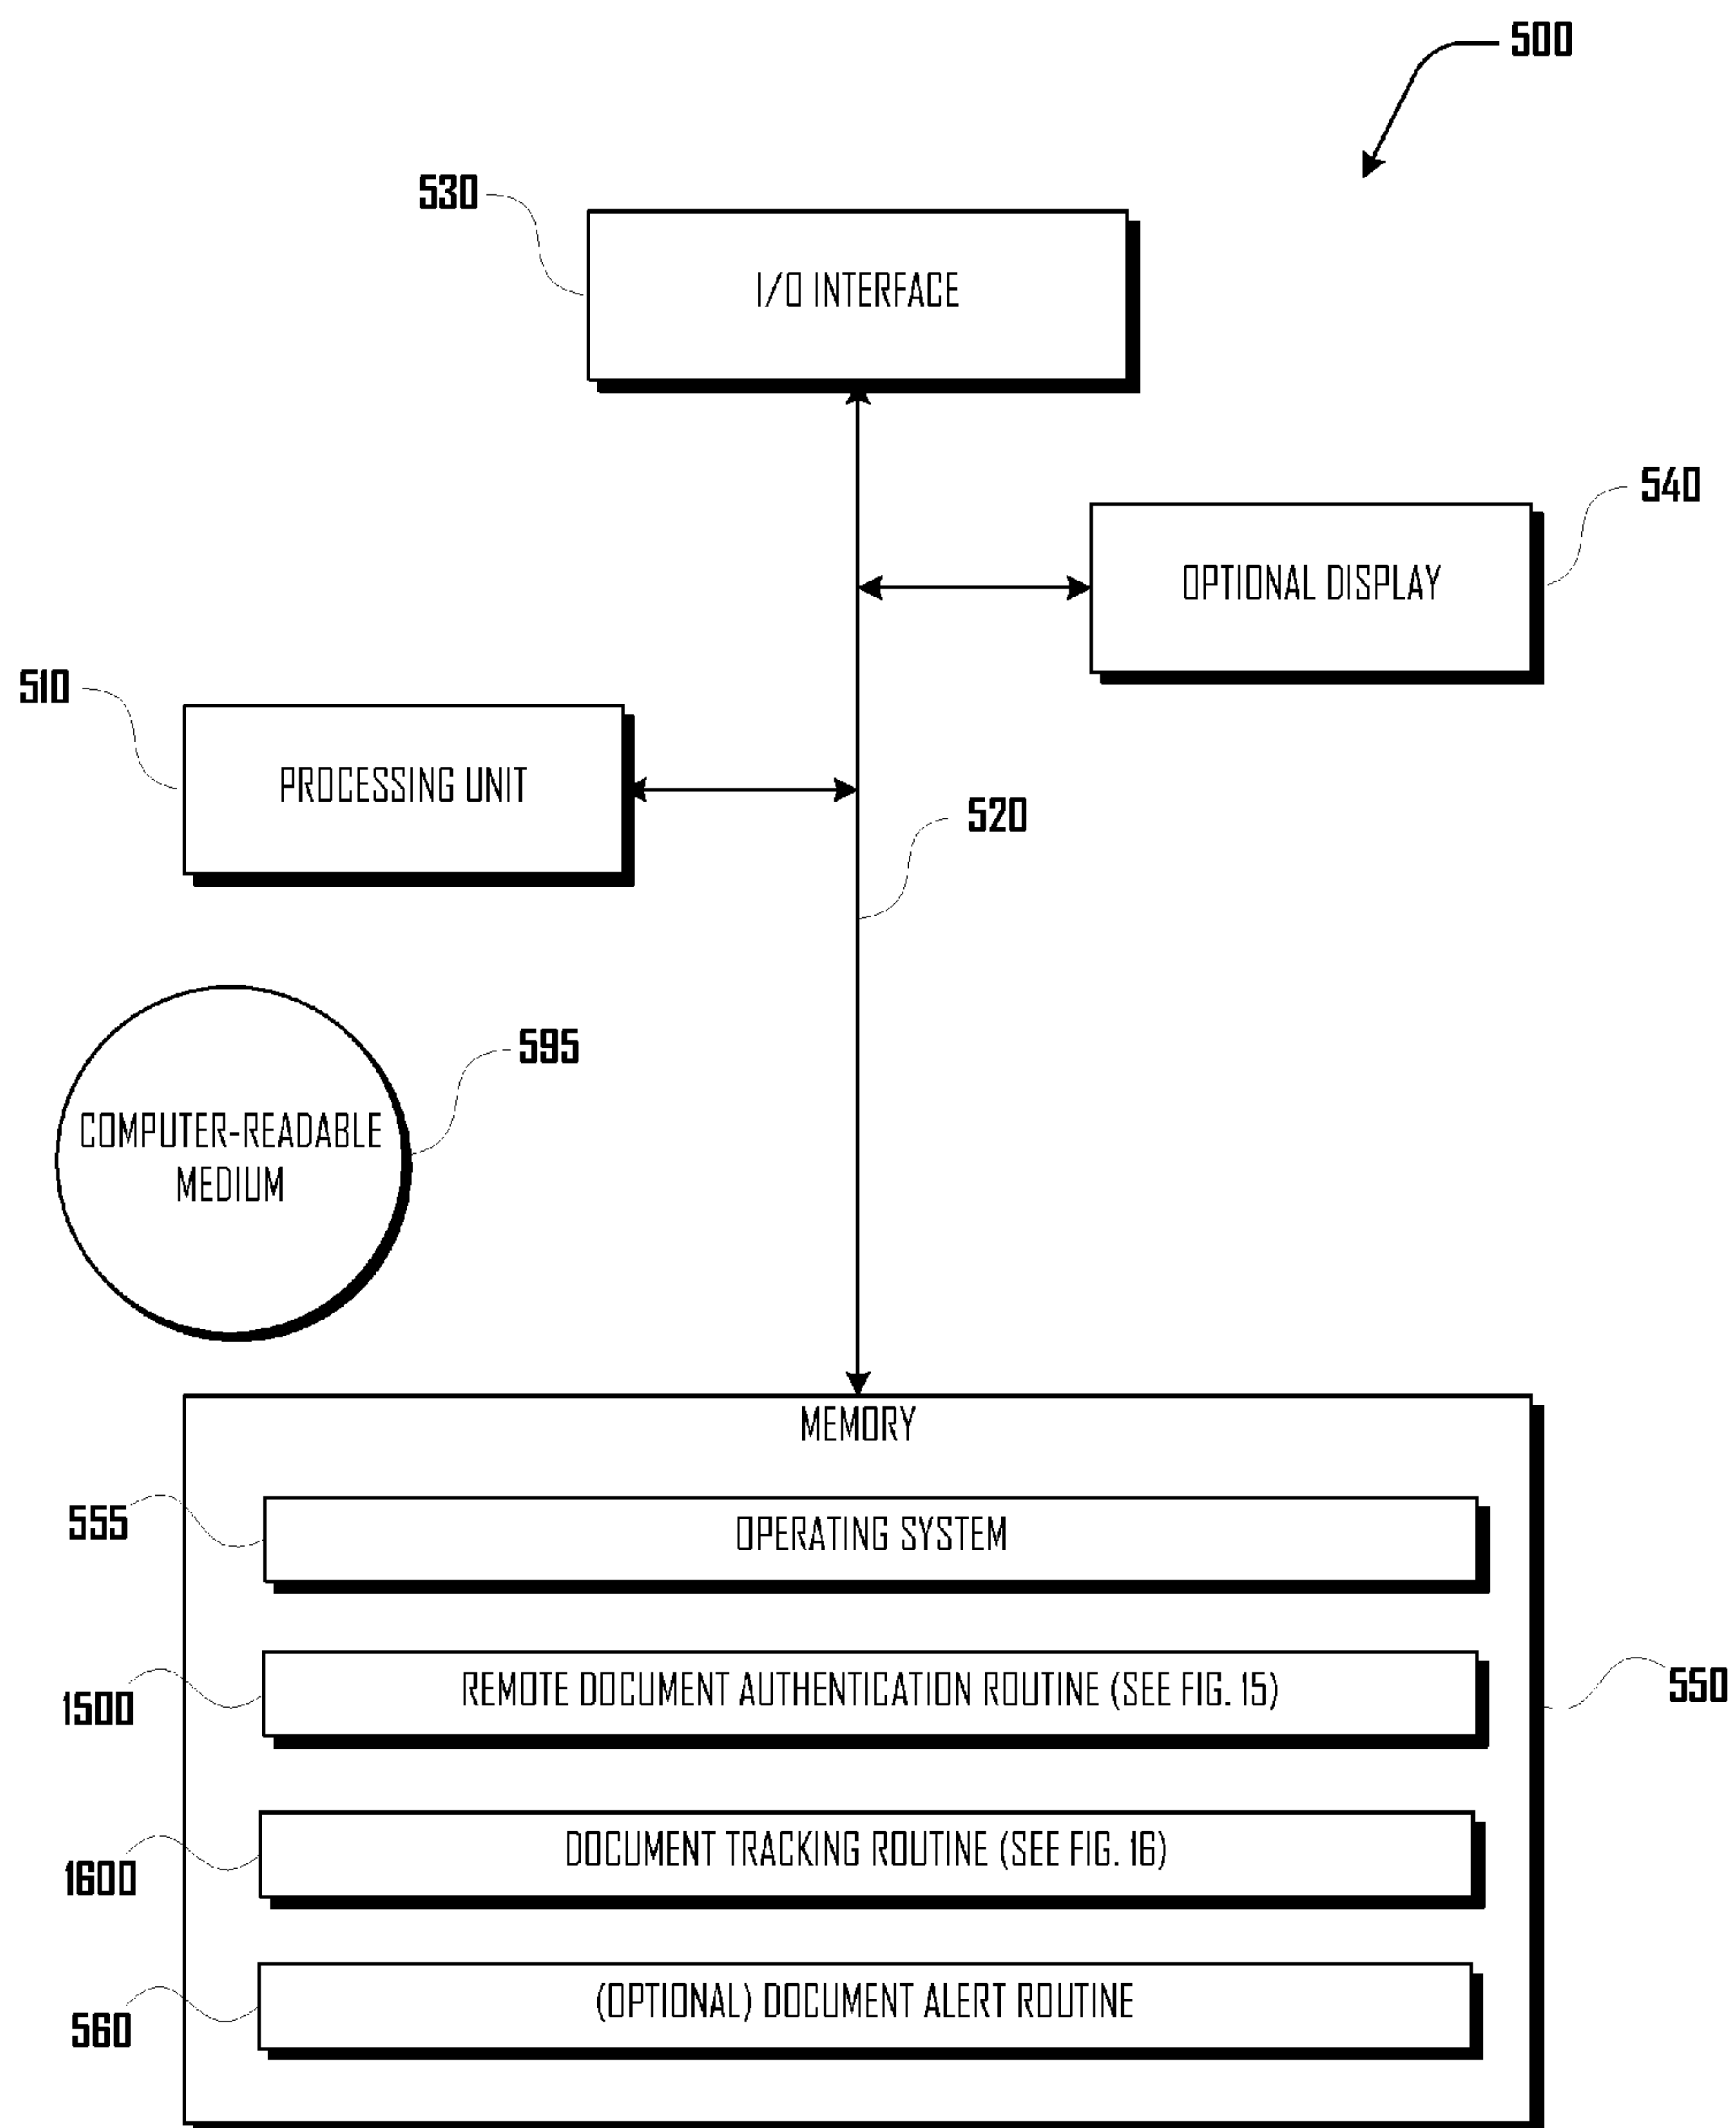 500
530
I/O INTERFACE
540
OPTIONAL DISPLAY
510
PROCESSING UNIT
520
595
COMPUTER-READABLE
MEDIUM
MEMORY
555
OPERATING SYSTEM
1500
REMOTE DOCUMENT AUTHENTICATION ROUTINE (SEE FIG. 15)
550
1600
DOCUMENT TRACKING ROUTINE (SEE FIG. 16)
560
(OPTIONAL) DOCUMENT ALERT ROUTINE